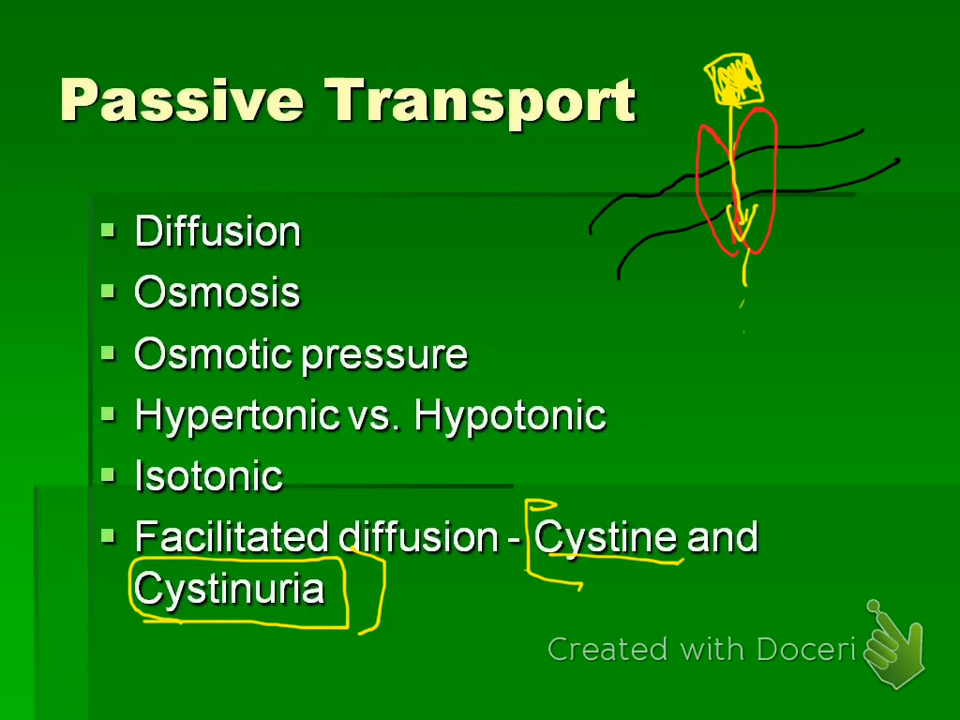 Passive Transport
Diffusion
Osmosis
Osmotic pressure
Hypertonic vs. Hypotonic
Isotonic
Facilitated diffusion - Cystine and
Cystinuria
Created with Doceri